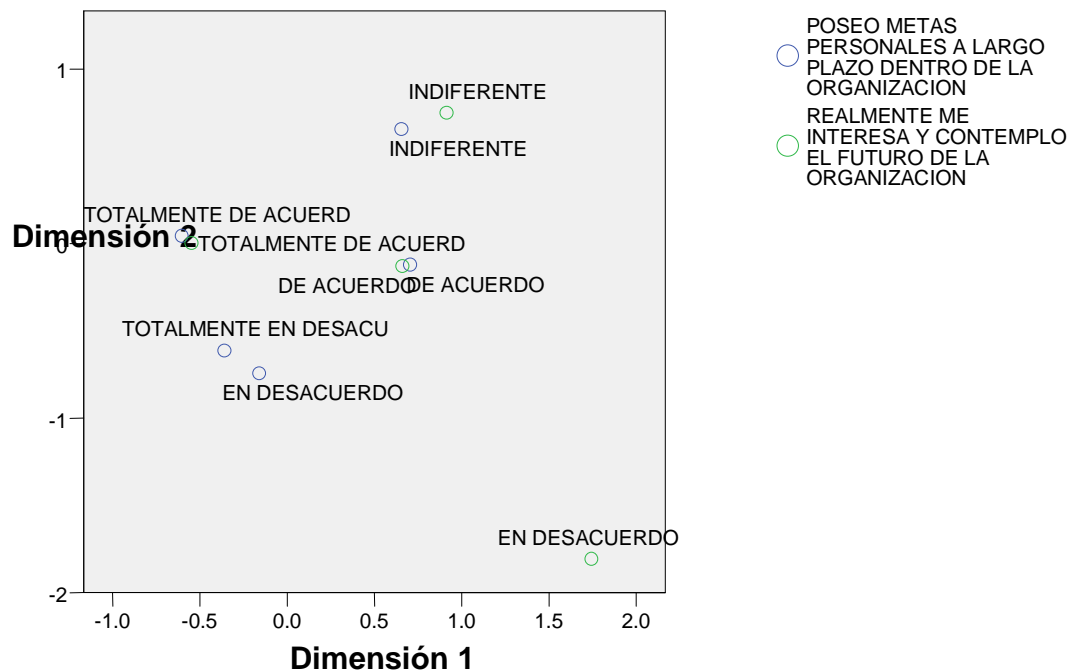 POSEO METAS
PERSONALES A LARGO
PLAZO DENTRO DE LA
ORGANIZACION
REALMENTE ME
INTERESA Y CONTEMPLO
EL FUTURO DE LA
ORGANIZACION
1
INDIFERENTE
INDIFERENTE
TOTALMENTE DE ACUERD
Dimensión 2
0
TOTALMENTE DE ACUERD
DE ACUERDO
DE ACUERDO
TOTALMENTE EN DESACU
EN DESACUERDO
-1
EN DESACUERDO
-2
-1.0 -0.5 0.0 0.5 1.0 1.5 2.0
Dimensión 1